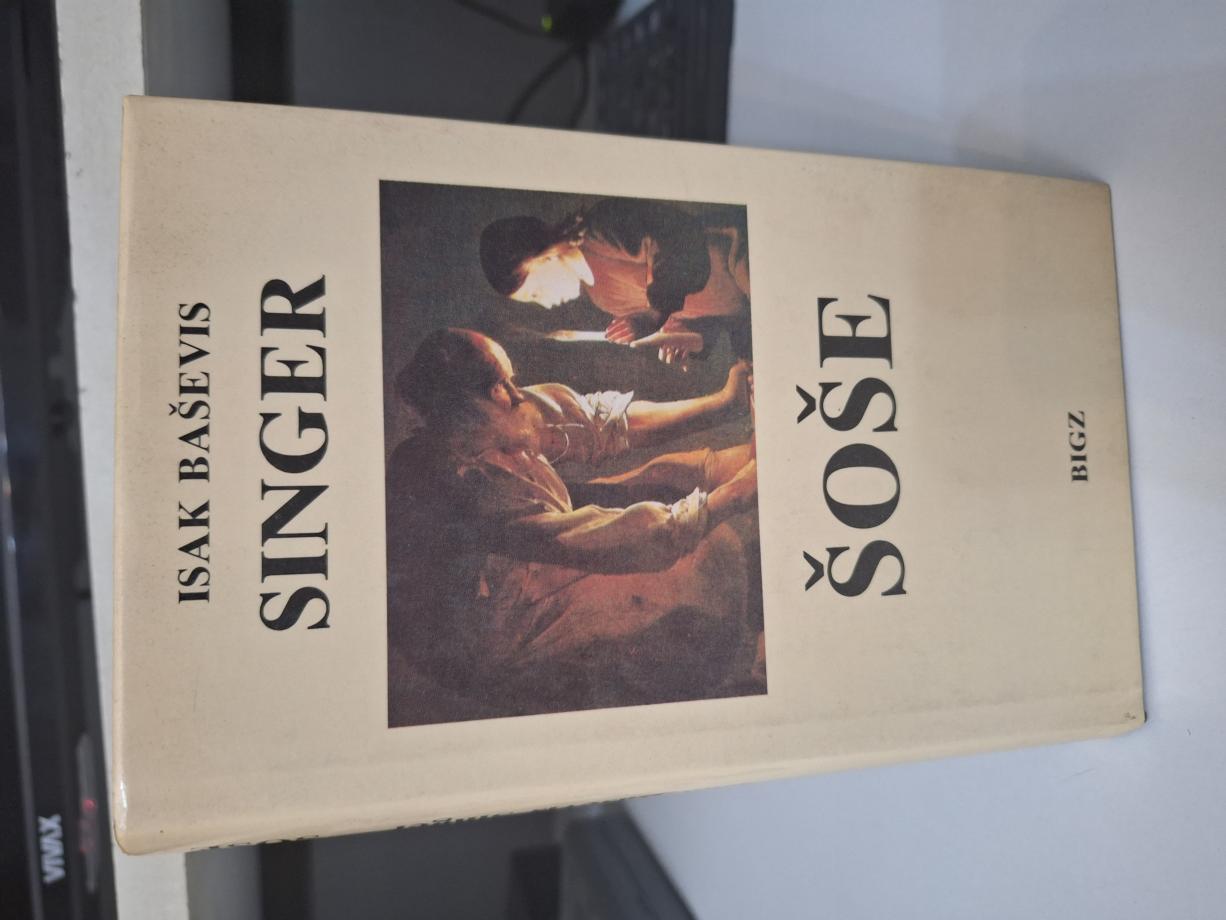 ISAK BAŠEVIS
SINGER
ŠOŠE
BIGZ
VIVAX